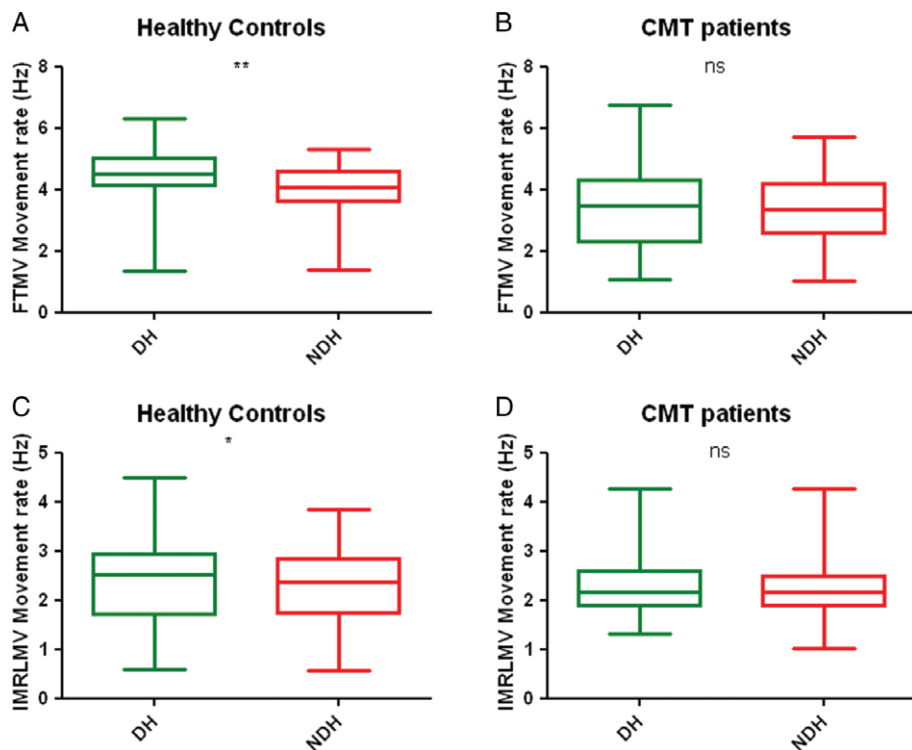 A
Healthy Controls
**
FTMV Movement rate (Hz)
8
6
4
2
0
DH
NDH
B
CMT patients
ns
FTMV Movement rate (Hz)
8
6
4
2
0
DH
NDH
C
Healthy Controls
*
IMRLMV Movement rate (Hz)
5
4
3
2
1
0
DH
NDH
D
CMT patients
ns
IMRLMV Movement rate (Hz)
5
4
3
2
1
0
DH
NDH